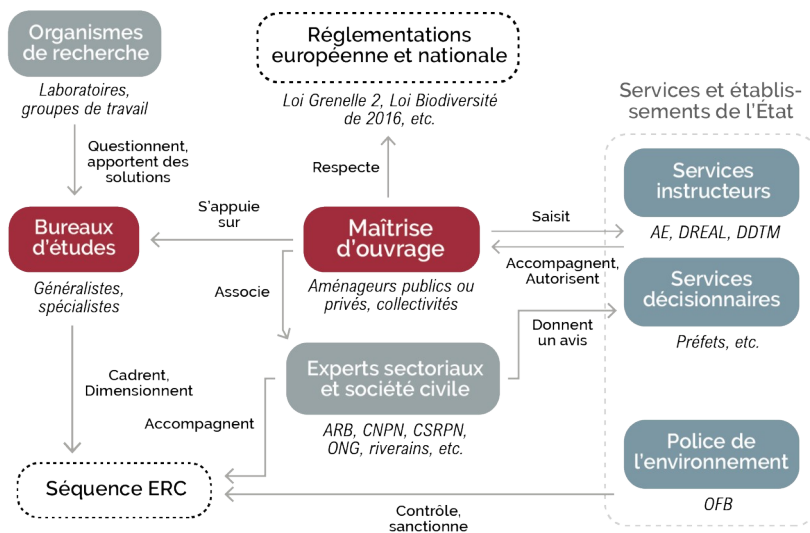 Organismes
de recherche
Laboratoires,
groupes de travail
Questionnent,
apportent des
solutions
Réglementations
européenne et nationale
Loi Grenelle 2, Loi Biodiversité
de 2016, etc.
Respecte
Services et établis-
sements de l'État
Services
instructeurs
AE, DREAL, DDTM
Bureaux
d'études
Généralistes,
spécialistes
S'appuie
sur
Maîtrise
d'ouvrage
Aménageurs publics ou
privés, collectivités
Saisit
Accompagnent,
Autorisent
Services
décisionnaires
Préfets, etc.
Associe
Donnent
un avis
Experts sectoriaux
et société civile
ARB, CNPN, CSRPN,
ONG, riverains, etc.
Cadrent,
Dimensionnent
Accompagnent
Police de
l'environnement
OFB
Séquence ERC
Contrôle,
sanctionne